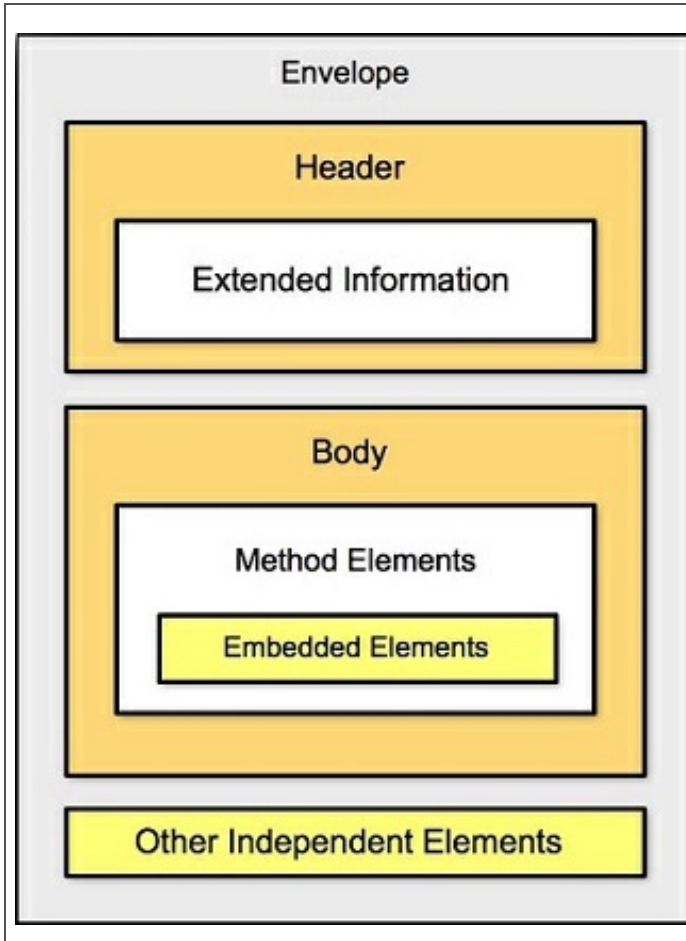 Envelope
Header
Extended Information
Body
Method Elements
Embedded Elements
Other Independent Elements